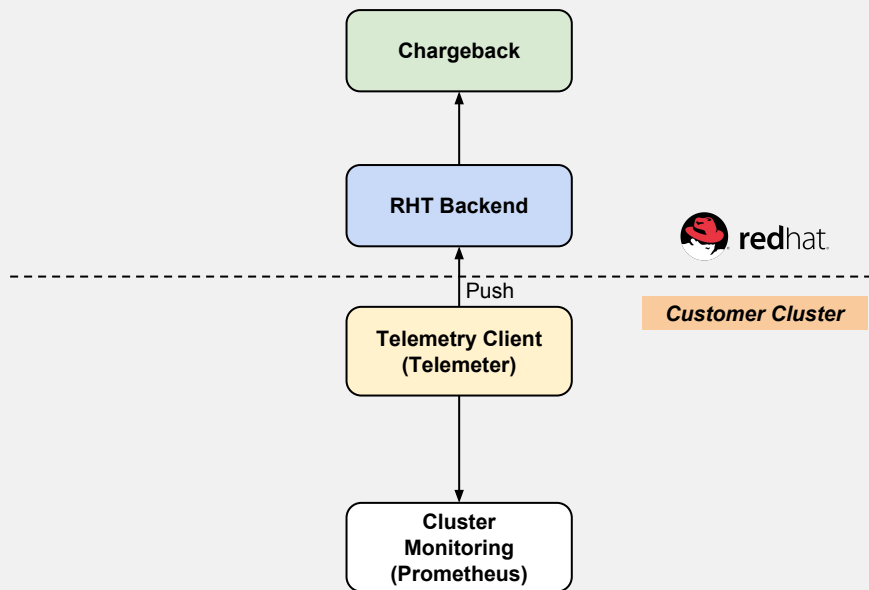 Chargeback
RHT Backend
redhat.
Push
Customer Cluster
Telemetry Client
(Telemeter)
Cluster
Monitoring
(Prometheus)